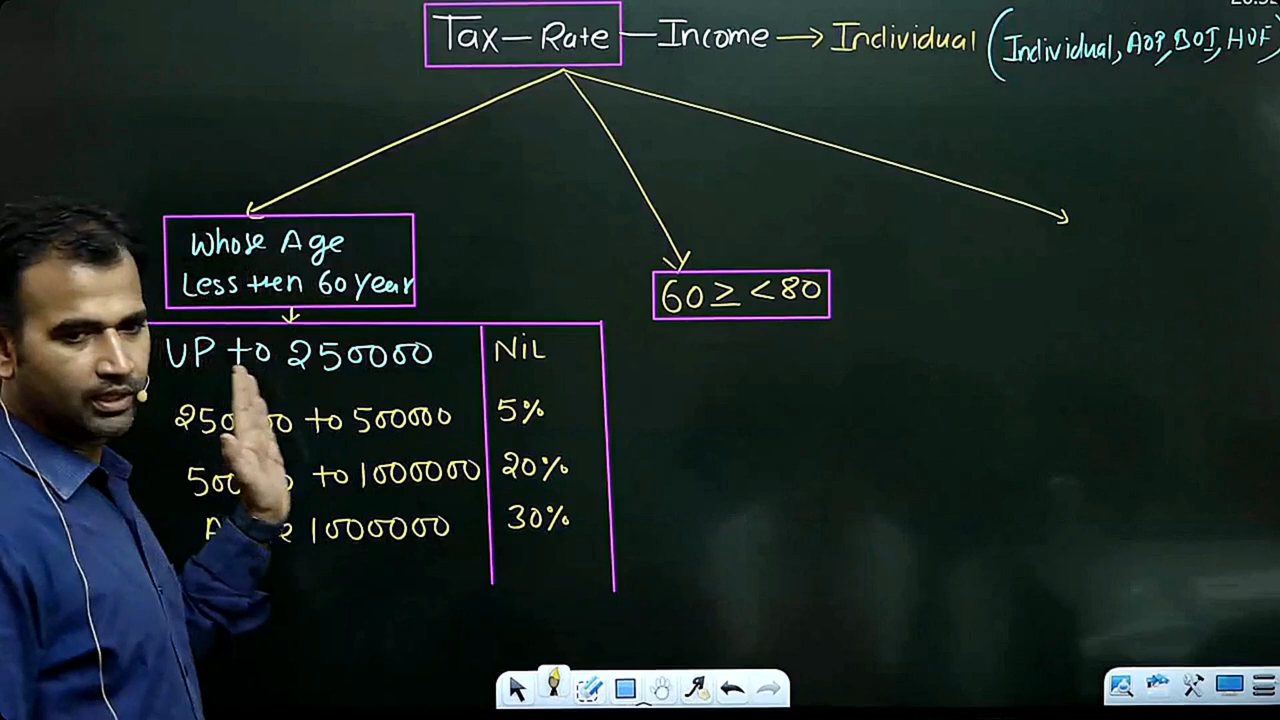 Tax-Rate - Income → Individual (Individual, AOP, BOI, HUF)
Whose Age
Less then 60 year
60 ≥ < 80
UP to 250000 NiL
to 500000 5%
to 1000000 20%
1000000 30%